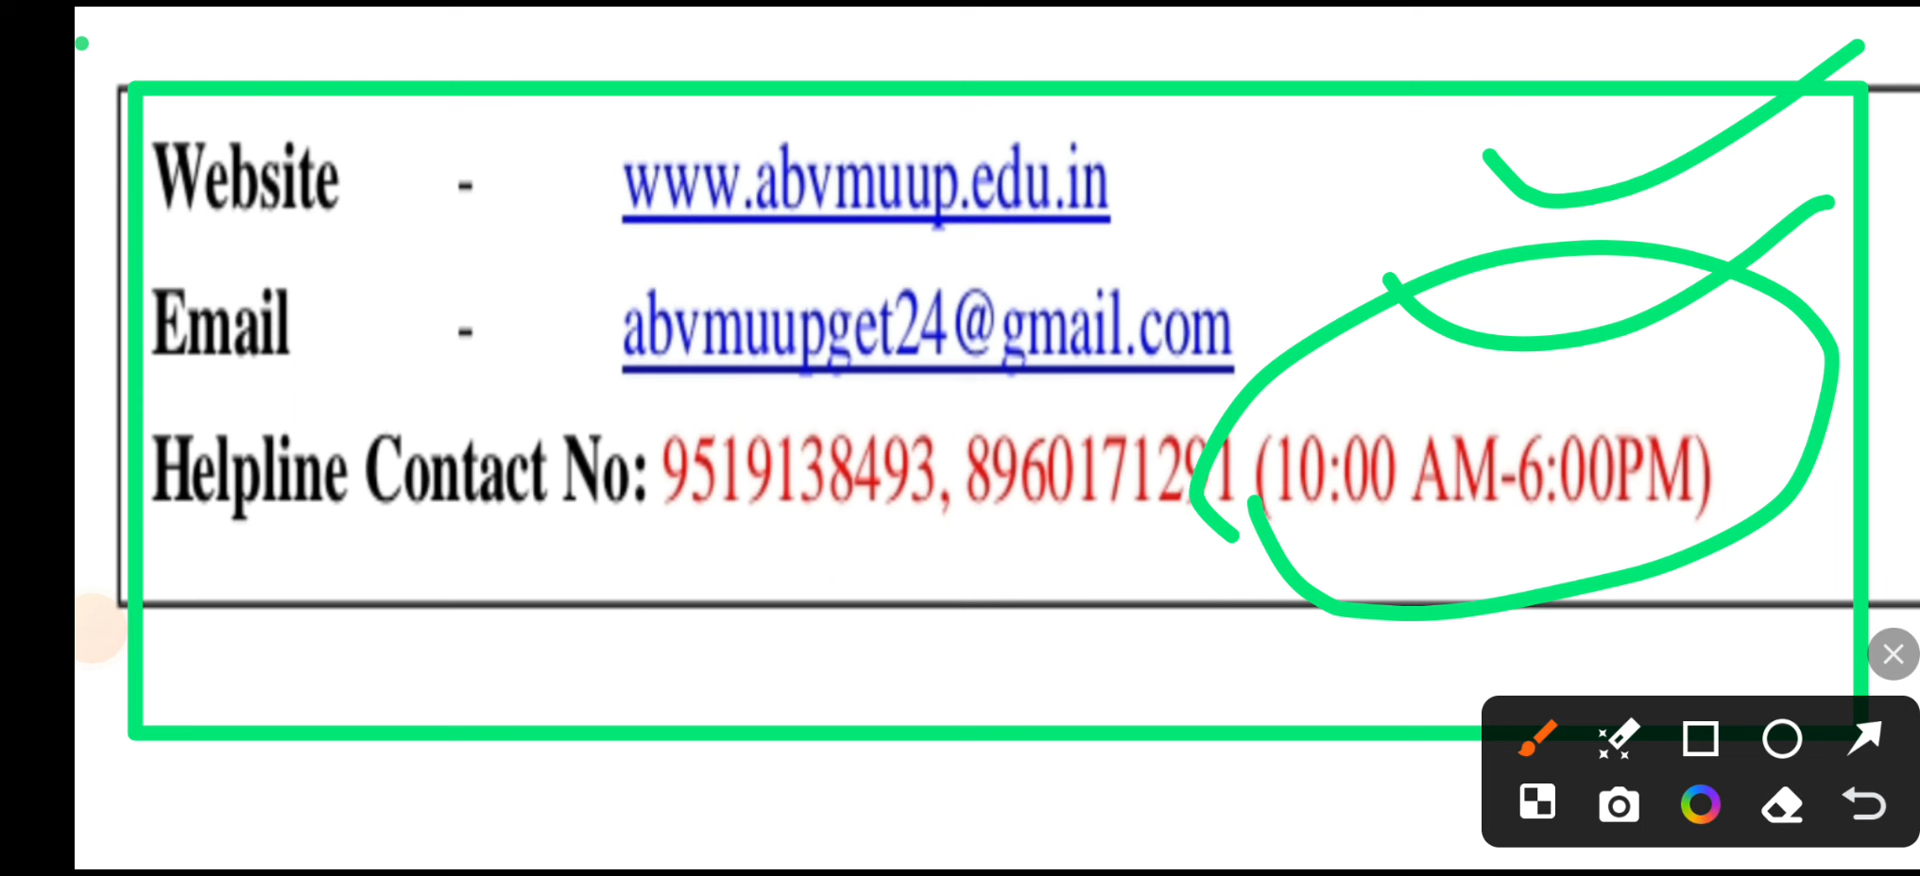 Website - www.abvmuup.edu.in
Email - abvmuupget24@gmail.com
Helpline Contact No: 9519138493, 8960171291 (10:00 AM-6:00PM)